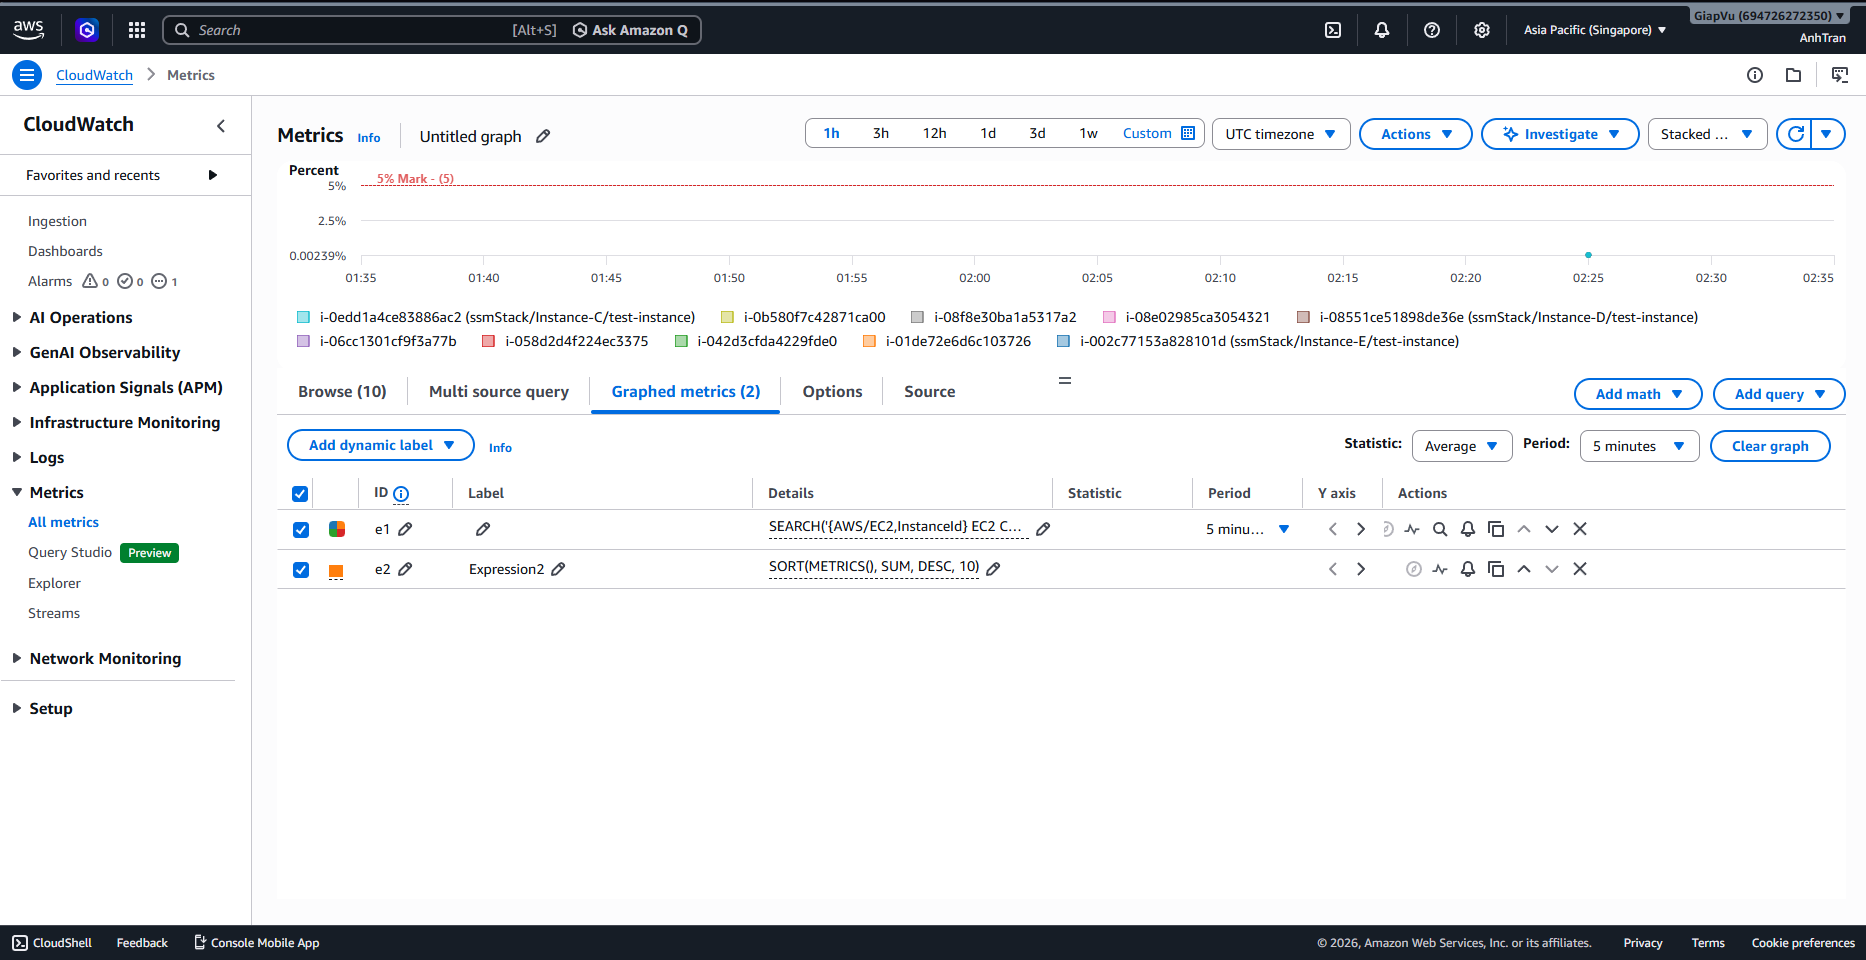 aws
Search
[Alt+S]
Ask Amazon Q
Asia Pacific (Singapore)
GiapVu (694726272350)
AnhTran
CloudWatch
Metrics
CloudWatch
Favorites and recents
Ingestion
Dashboards
Alarms 0 0 1
AI Operations
GenAI Observability
Application Signals (APM)
Infrastructure Monitoring
Logs
Metrics
All metrics
Query Studio Preview
Explorer
Streams
Network Monitoring
Setup
Metrics Info Untitled graph
1h 3h 12h 1d 3d 1w Custom
UTC timezone
Actions
Investigate
Stacked ...
Percent
5% Mark - (5)
5%
2.5%
0.00239%
01:35 01:40 01:45 01:50 01:55 02:00 02:05 02:10 02:15 02:20 02:25 02:30 02:35
i-0edd1a4ce83886ac2 (ssmStack/Instance-C/test-instance) i-0b580f7c42871ca00 i-08f8e30ba1a5317a2 i-08e02985ca3054321 i-08551ce51898de36e (ssmStack/Instance-D/test-instance)
i-06cc1301cf9f3a77b i-058d2d4f224ec3375 i-042d3cfda4229fde0 i-01de72e6d6c103726 i-002c77153a828101d (ssmStack/Instance-E/test-instance)
Browse (10) Multi source query Graphed metrics (2) Options Source
Add math
Add query
Add dynamic label
Info
Statistic: Average Period: 5 minutes Clear graph
ID Label Details Statistic Period Y axis Actions
e1 SEARCH('{AWS/EC2,InstanceId} EC2 C... 5 minu...
e2 Expression2 SORT(METRICS(), SUM, DESC, 10)
CloudShell Feedback Console Mobile App
© 2026, Amazon Web Services, Inc. or its affiliates. Privacy Terms Cookie preferences